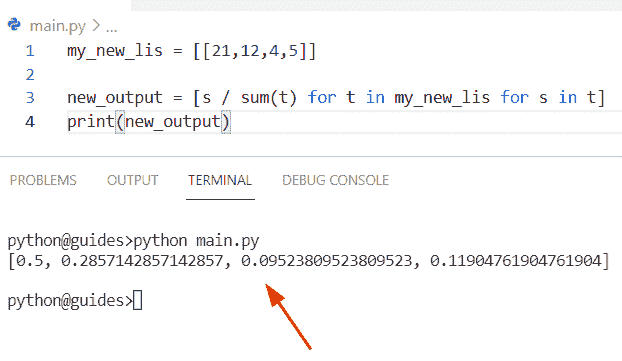 main.py > ...
1 my_new_lis = [[21,12,4,5]]
2
3 new_output = [s / sum(t) for t in my_new_lis for s in t]
4 print(new_output)
PROBLEMS OUTPUT TERMINAL DEBUG CONSOLE
python@guides>python main.py
[0.5, 0.2857142857142857, 0.09523809523809523, 0.11904761904761904]
python@guides>